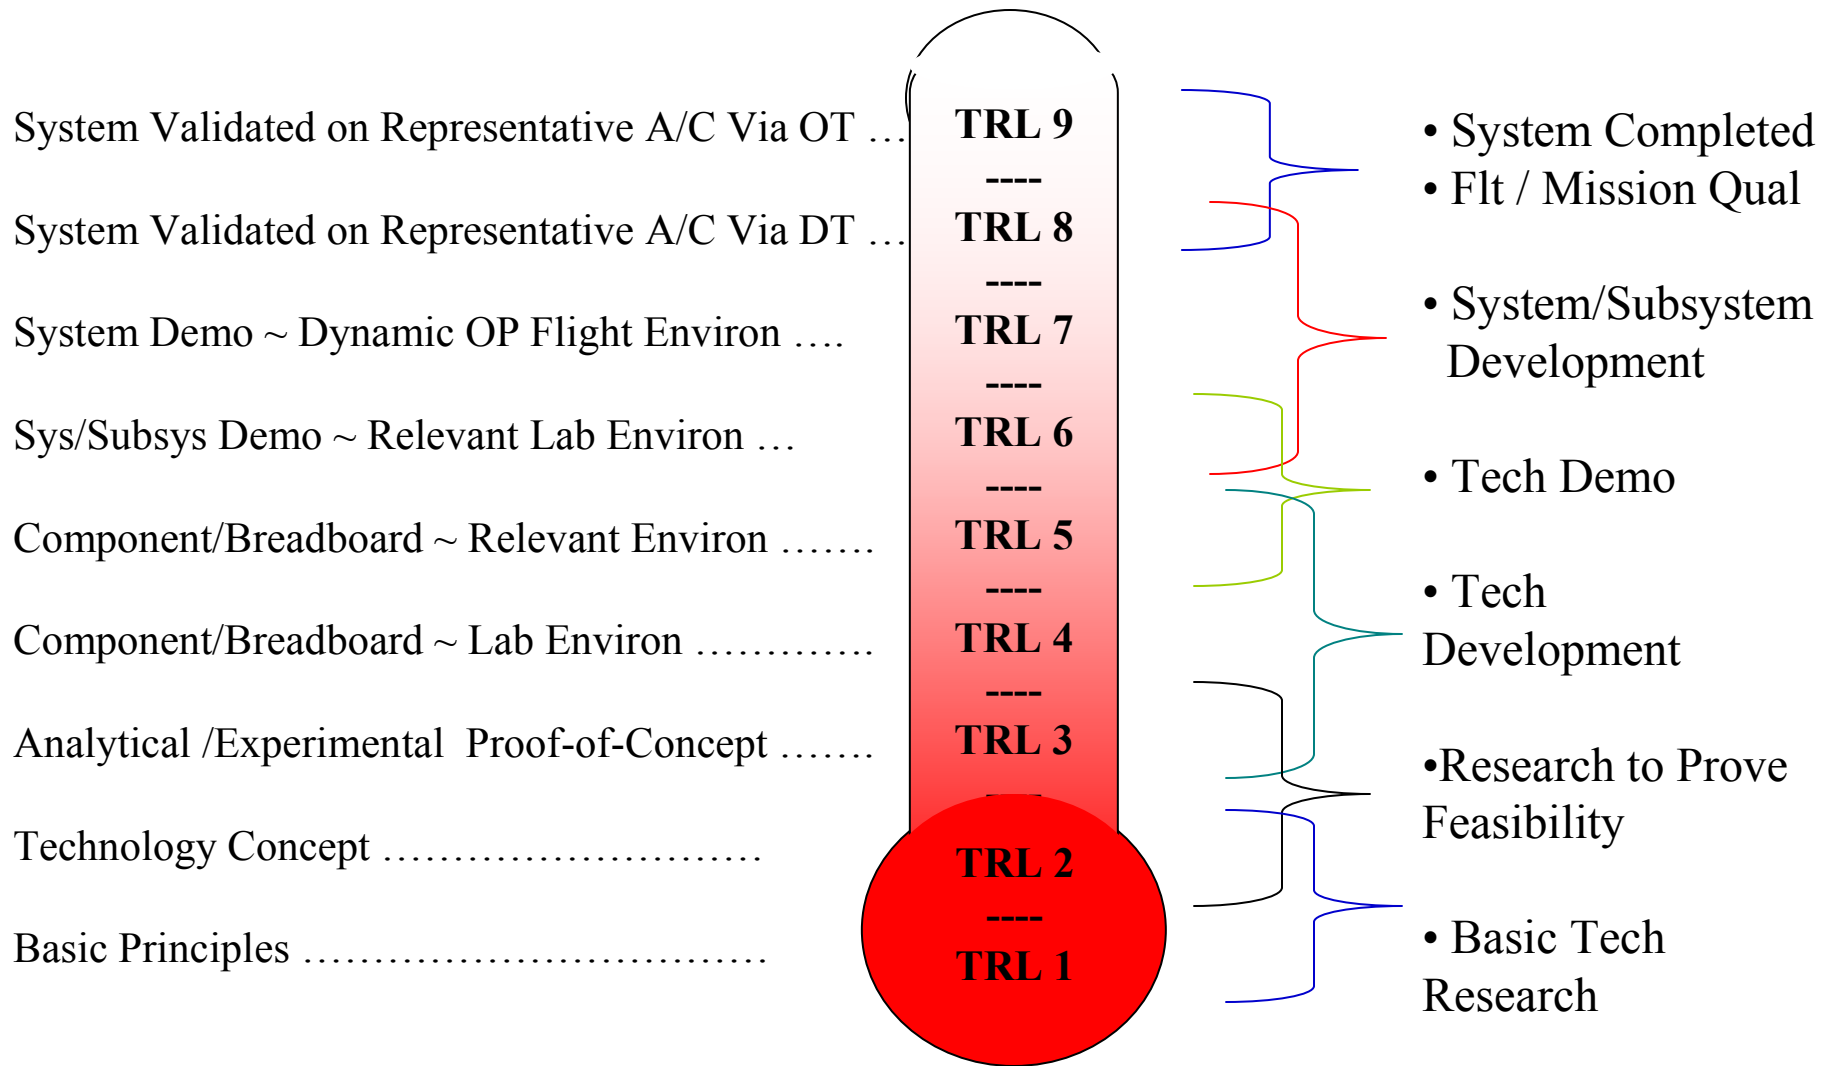 System Validated on Representative A/C Via OT …
System Validated on Representative A/C Via DT …
System Demo ~ Dynamic OP Flight Environ ….
Sys/Subsys Demo ~ Relevant Lab Environ …
Component/Breadboard ~ Relevant Environ …….
Component/Breadboard ~ Lab Environ ………….
Analytical /Experimental  Proof-of-Concept …….
Technology Concept ………………………
Basic Principles ……………………………
TRL 9
----
TRL 8
----
TRL 7
----
TRL 6
----
TRL 5
----
TRL 4
----
TRL 3
----
TRL 2
----
TRL 1
• System Completed
• Flt / Mission Qual
• System/Subsystem
Development
• Tech Demo
• Tech
Development
•Research to Prove
Feasibility
• Basic Tech
Research